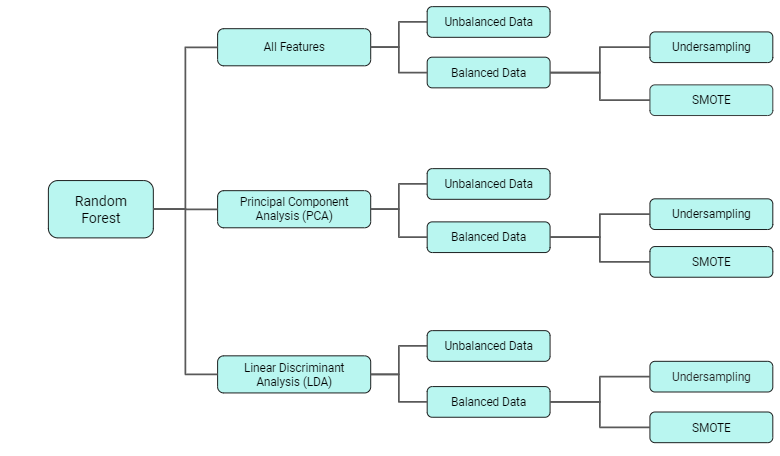 Random
Forest
All Features
Unbalanced Data
Balanced Data
Undersampling
SMOTE
Principal Component
Analysis (PCA)
Unbalanced Data
Balanced Data
Undersampling
SMOTE
Linear Discriminant
Analysis (LDA)
Unbalanced Data
Balanced Data
Undersampling
SMOTE